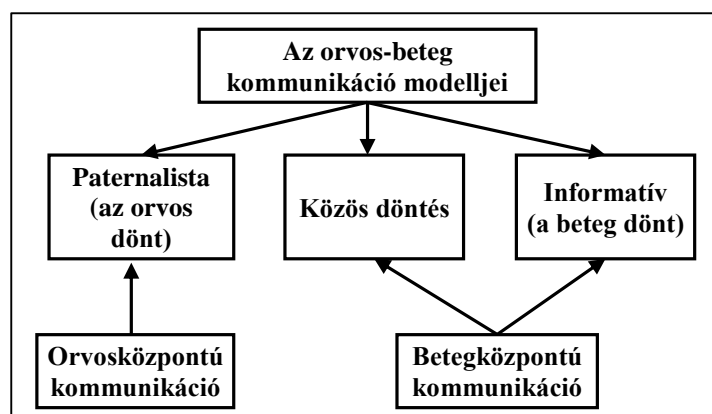 Az orvos-beteg
kommunikáció modelljei
Paternalista
(az orvos
dönt)
Közös döntés
Informatív
(a beteg dönt)
Orvosközpontú
kommunikáció
Betegközpontú
kommunikáció